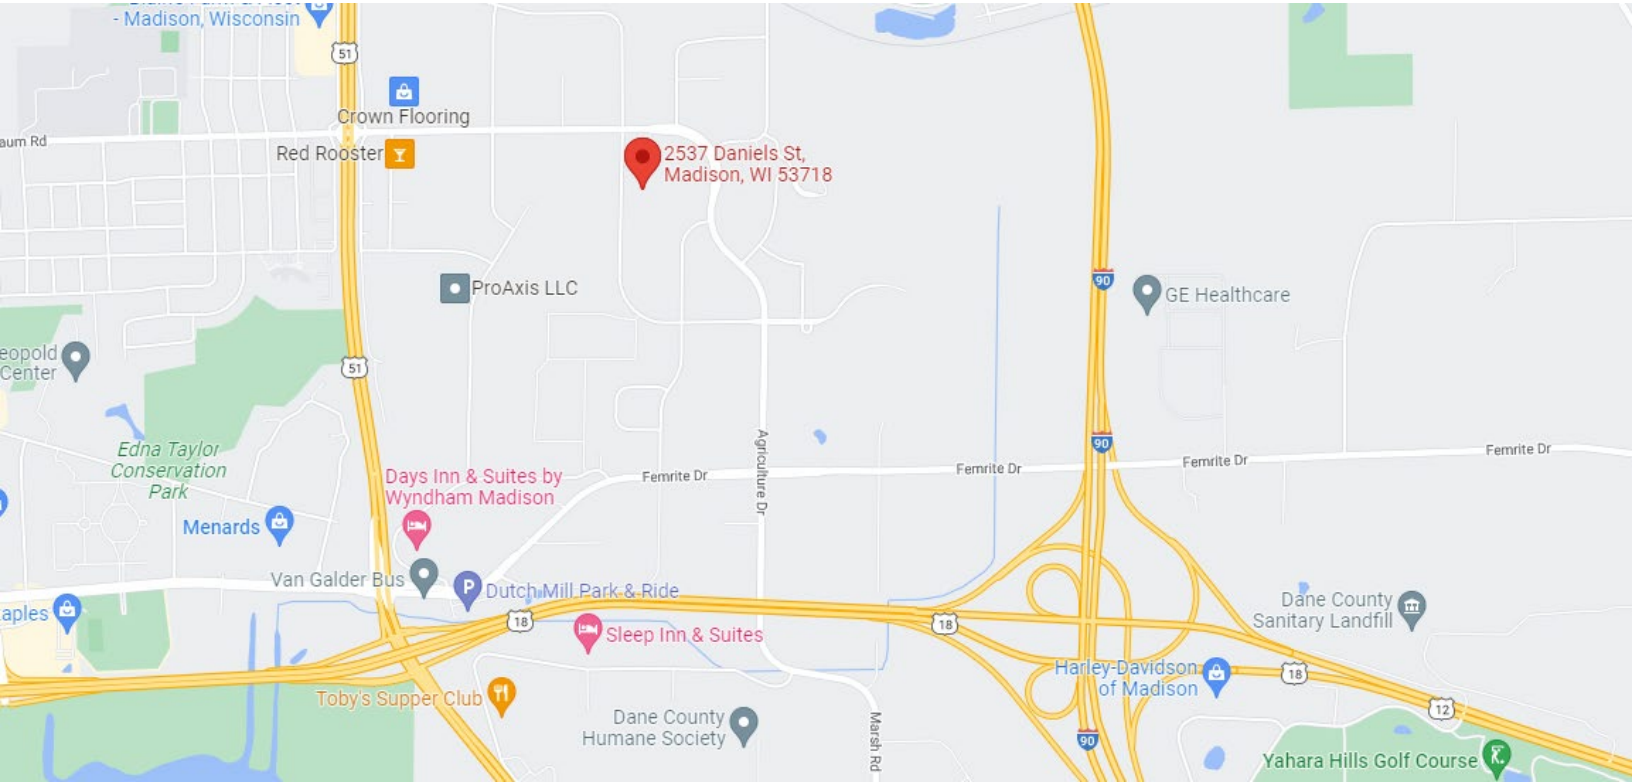 - Madison, Wisconsin
51
Crown Flooring
aum Rd
Red Rooster
2537 Daniels St,
Madison, WI 53718
90
ProAxis LLC
GE Healthcare
eopold
Center
51
90
Edna Taylor
Conservation
Park
Agriculture Dr
Femrite Dr
Femrite Dr
Femrite Dr
Femrite Dr
Days Inn & Suites by
Wyndham Madison
Menards
Van Galder Bus
P
Dutch Mill Park & Ride
18
18
Sleep Inn & Suites
aples
Dane County
Sanitary Landfill
Harley-Davidson
of Madison
18
Toby's Supper Club
12
Dane County
Humane Society
Marsh Rd
90
Yahara Hills Golf Course